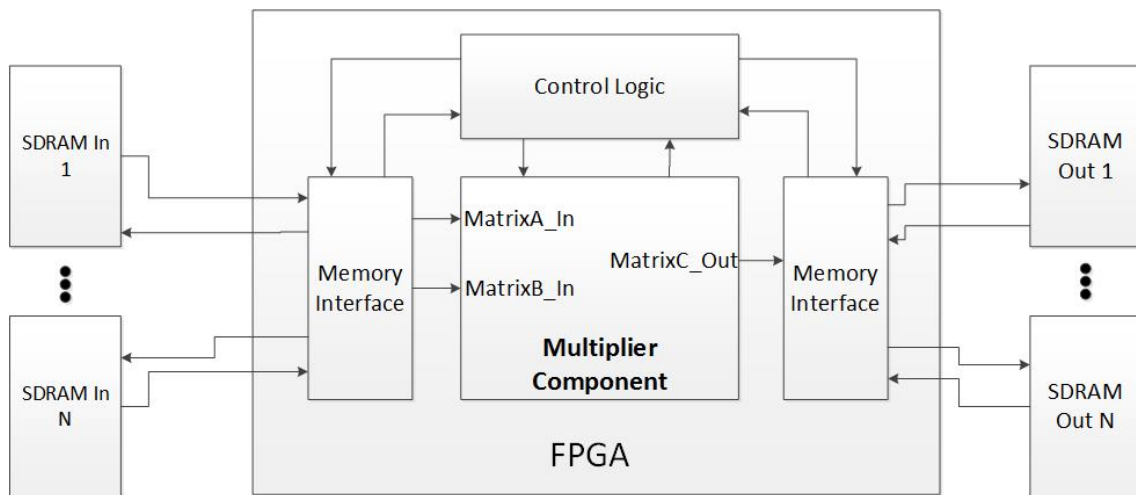 Control Logic
SDRAM In
1
SDRAM
Out 1
MatrixA_In
MatrixB_In
MatrixC_Out
Memory
Interface
Memory
Interface
Multiplier
Component
SDRAM In
N
SDRAM
Out N
FPGA